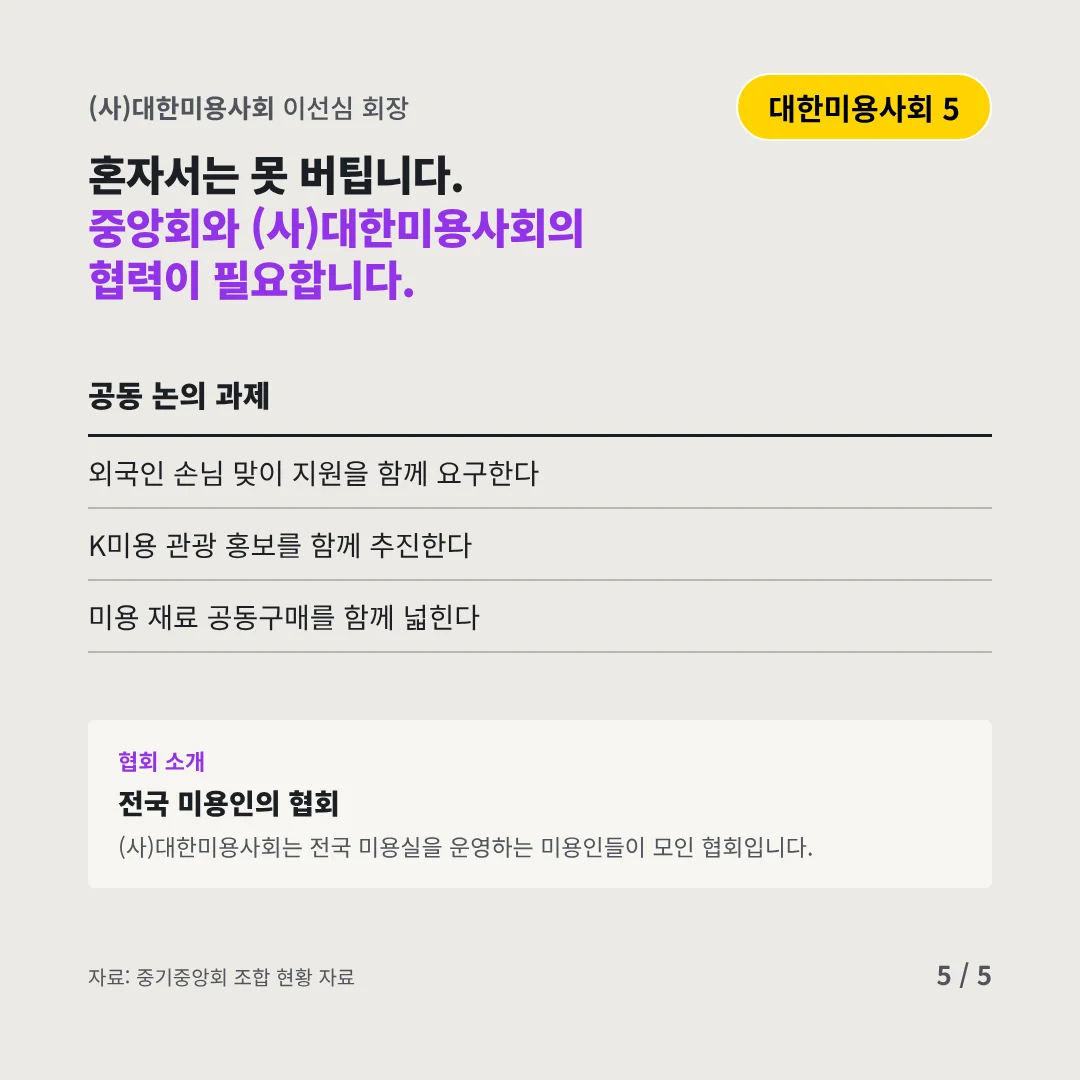 (사)대한미용사회 이선심 회장
대한미용사회 5
혼자서는 못 버팁니다.
중앙회와 (사)대한미용사회의
협력이 필요합니다.
공동 논의 과제
외국인 손님 맞이 지원을 함께 요구한다
K미용 관광 홍보를 함께 추진한다
미용 재료 공동구매를 함께 넓힌다
협회 소개
전국 미용인의 협회
(사)대한미용사회는 전국 미용실을 운영하는 미용인들이 모인 협회입니다.
자료: 중기중앙회 조합 현황 자료
5 / 5